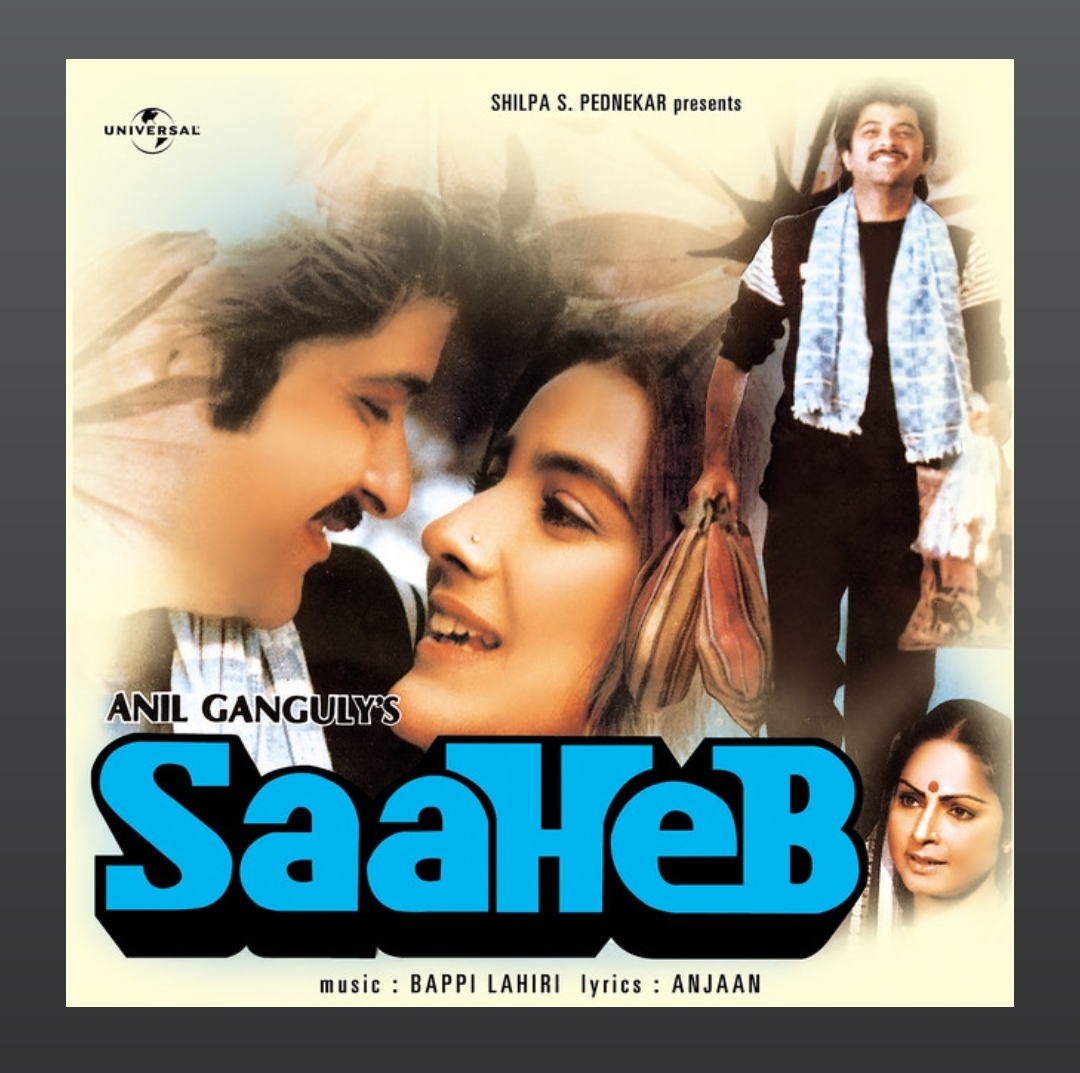 SHILPA S. PEDNEKAR presents
UNIVERSAL
ANIL GANGULY'S
SaaHeB
music : BAPPI LAHIRI lyrics : ANJAAN